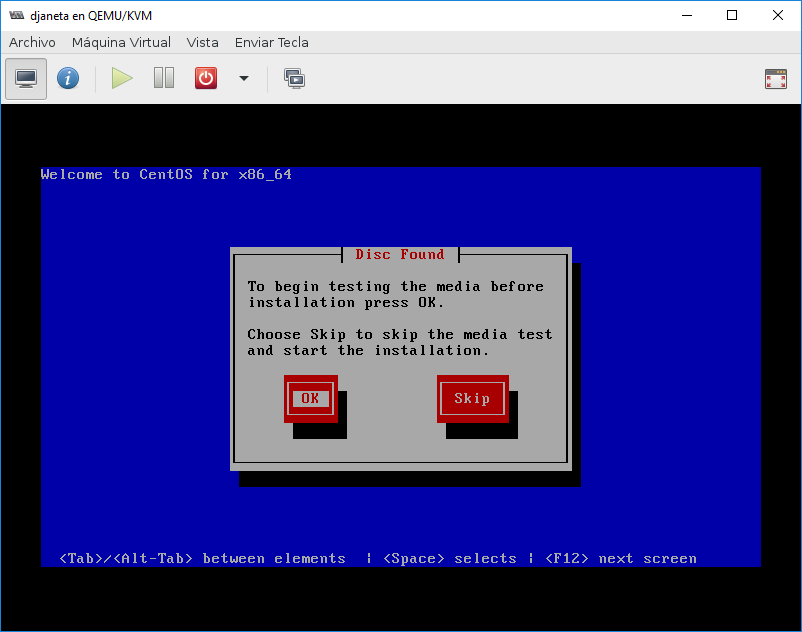 djaneta en QEMU/KVM
Archivo Máquina Virtual Vista Enviar Tecla
Welcome to CentOS for x86_64
Disc Found
To begin testing the media before
installation press OK.
Choose Skip to skip the media test
and start the installation.
OK Skip
<Tab>/<Alt-Tab> between elements | <Space> selects | <F12> next screen